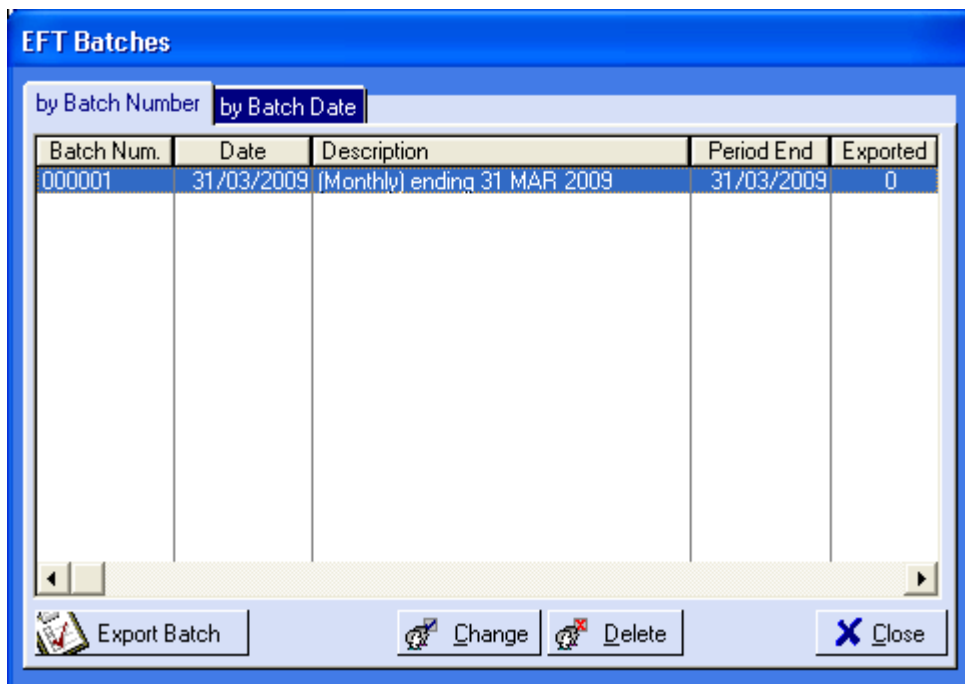 EFT Batches
by Batch Number by Batch Date
Batch Num. Date Description Period End Exported
000001 31/03/2009 (Monthly) ending 31 MAR 2009 31/03/2009 0
Export Batch Change Delete Close